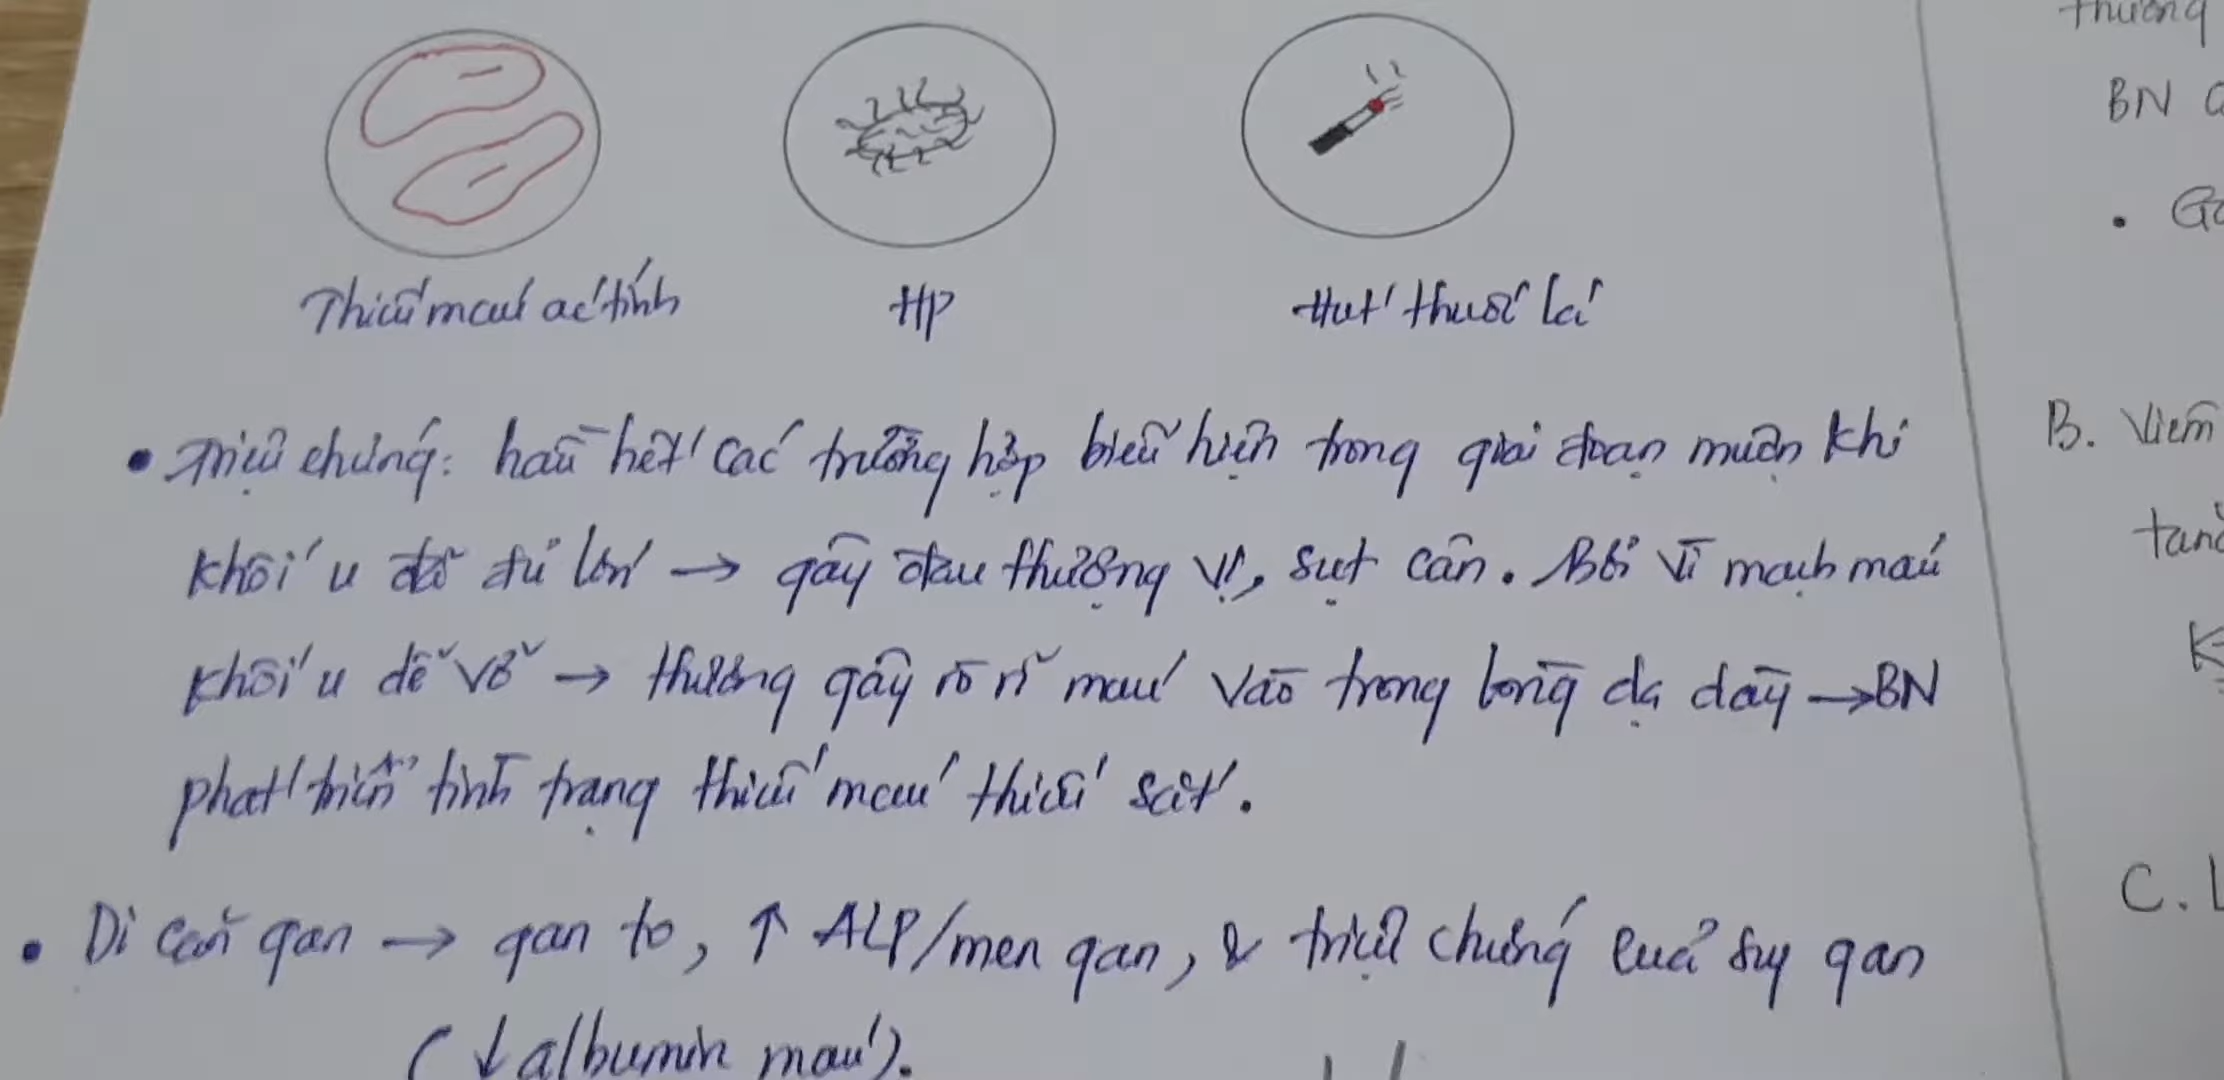 Thiếu máu ác tính
HP
Hút thuốc lá
• Triệu chứng: hầu hết các trường hợp biểu hiện trong giai đoạn muộn khi
khối u đã đủ lớn → gây đau thượng vị, sụt cân. Bởi vì mạch máu
khối u dễ vỡ → thường gây rò rỉ máu vào trong lòng dạ dày → BN
phát triển tình trạng thiếu máu thiếu sắt.
• Di căn gan → gan to, ↑ ALP/men gan, & triệu chứng của suy gan
(↓ albumin máu).
thương
BN
•
B. Viêm
C.